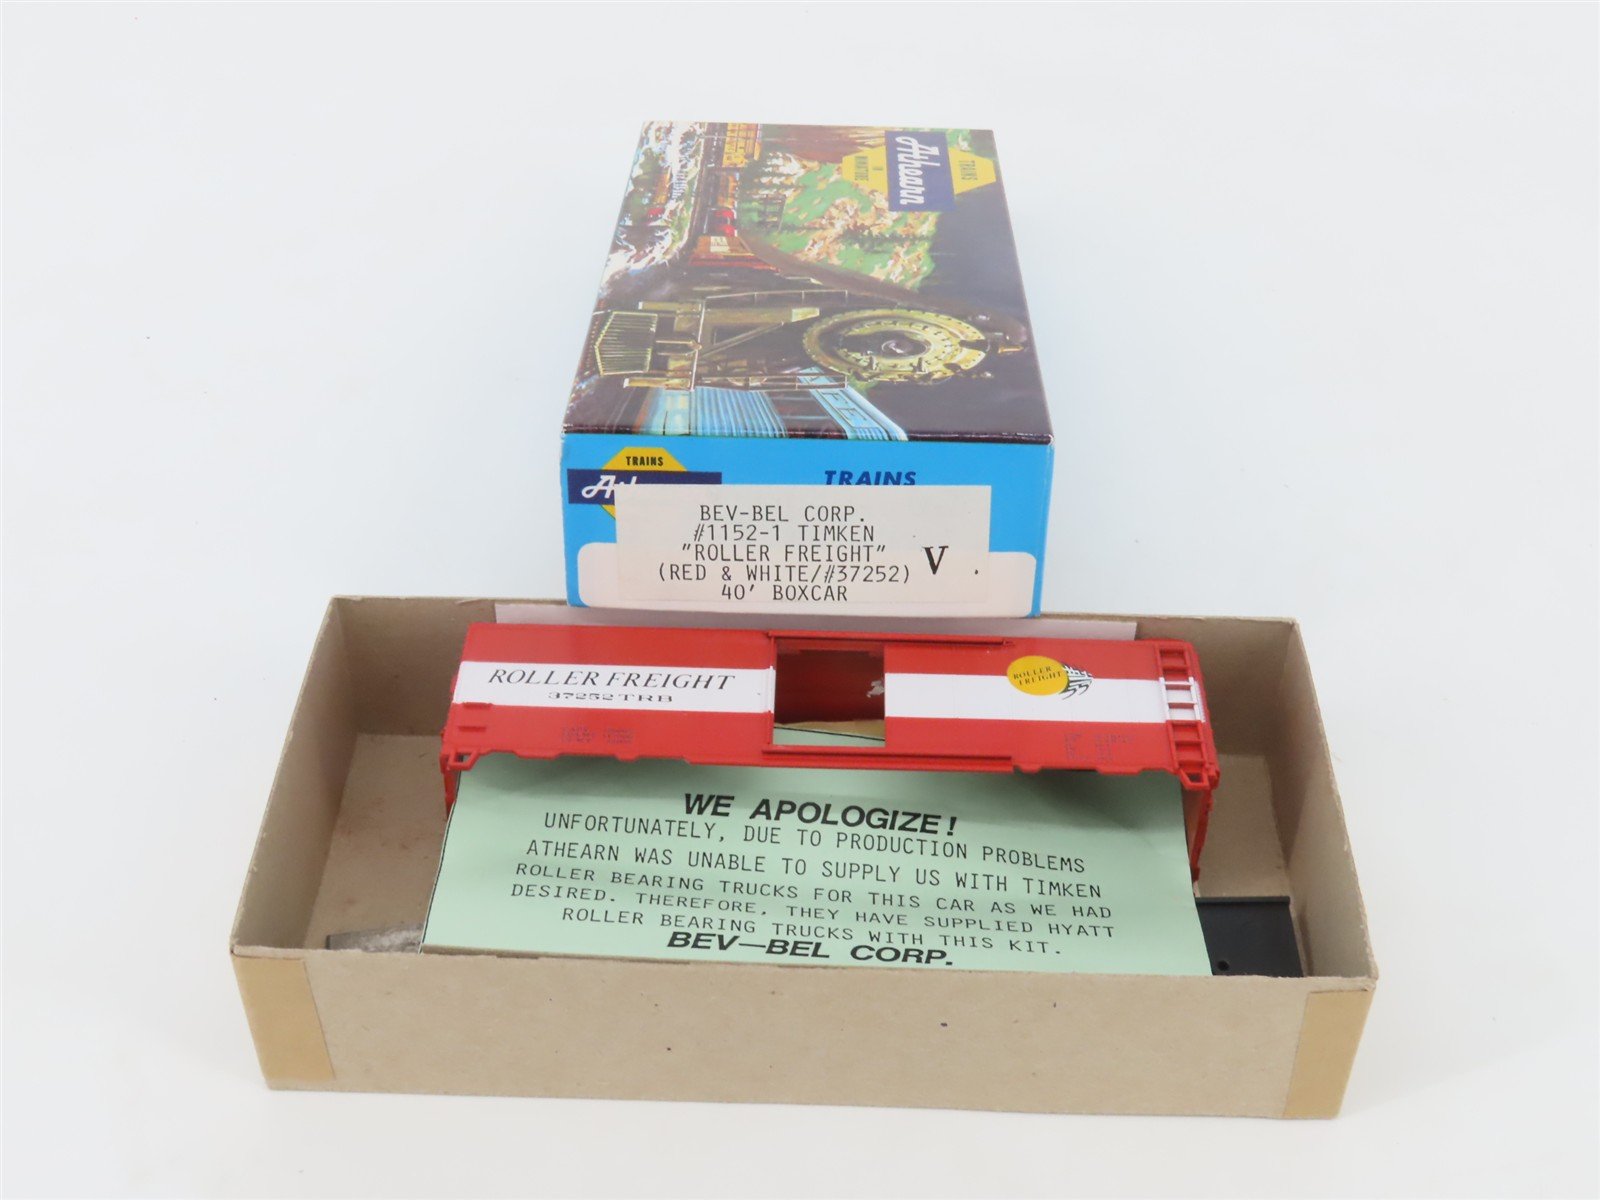 TRAINS
IN
MINIATURE
Athearn
TRAINS
TRAINS
BEV-BEL CORP.
#1152-1 TIMKEN
"ROLLER FREIGHT"
(RED & WHITE/#37252)
40' BOXCAR
V .
ROLLER FREIGHT
37252 TRB
ROLLER
FREIGHT
WE APOLOGIZE!
UNFORTUNATELY, DUE TO PRODUCTION PROBLEMS
ATHEARN WAS UNABLE TO SUPPLY US WITH TIMKEN
ROLLER BEARING TRUCKS FOR THIS CAR AS WE HAD
DESIRED. THEREFORE, THEY HAVE SUPPLIED HYATT
ROLLER BEARING TRUCKS WITH THIS KIT.
BEV-BEL CORP.